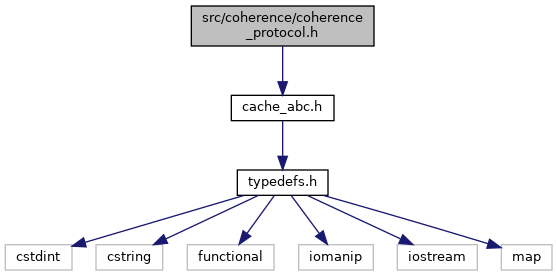 src/coherence/coherence
_protocol.h
cache_abc.h
typedefs.h
cstdint
cstring
functional
iomanip
iostream
map